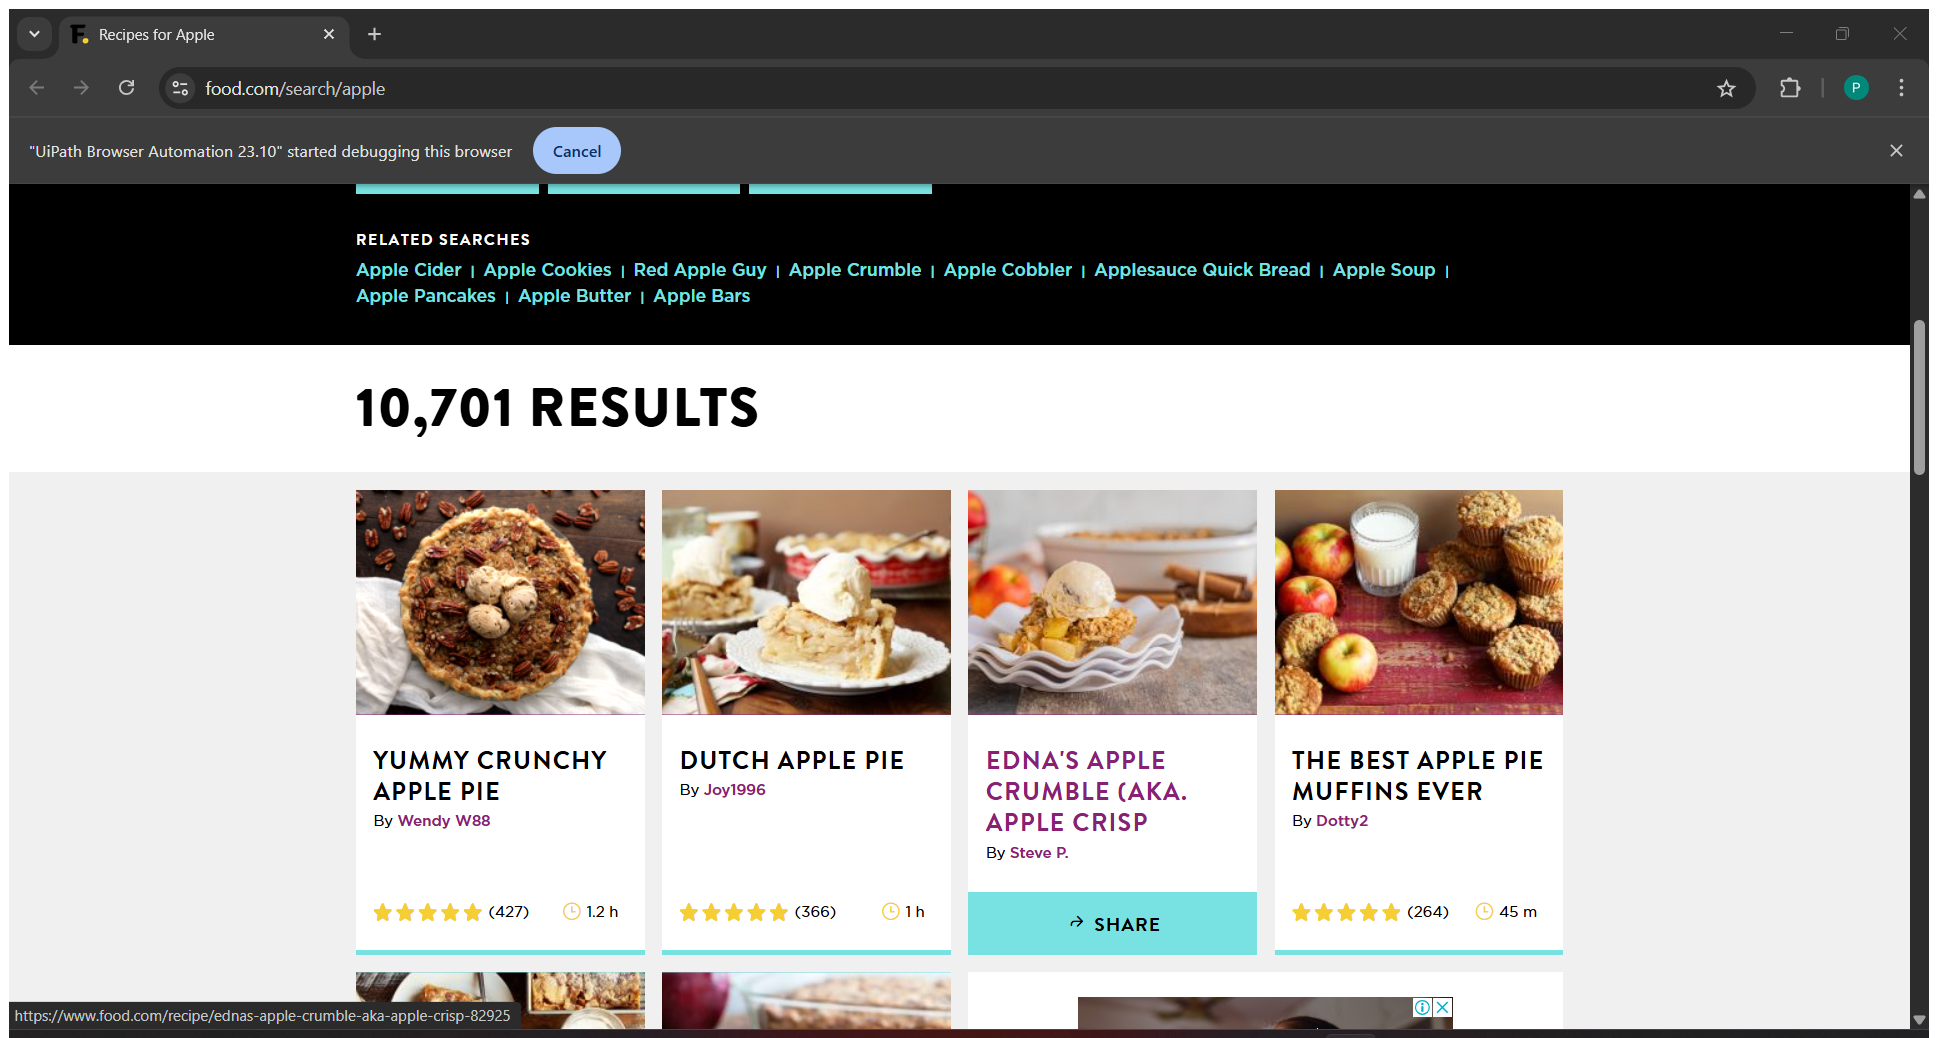 Recipes for Apple
food.com/search/apple
P
"UiPath Browser Automation 23.10" started debugging this browser
Cancel
RELATED SEARCHES
Apple Cider | Apple Cookies | Red Apple Guy | Apple Crumble | Apple Cobbler | Applesauce Quick Bread | Apple Soup |
Apple Pancakes | Apple Butter | Apple Bars
10,701 RESULTS
YUMMY CRUNCHY
APPLE PIE
By Wendy W88
(427) 1.2 h
DUTCH APPLE PIE
By Joy1996
(366) 1 h
EDNA'S APPLE
CRUMBLE (AKA.
APPLE CRISP
By Steve P.
SHARE
THE BEST APPLE PIE
MUFFINS EVER
By Dotty2
(264) 45 m
https://www.food.com/recipe/ednas-apple-crumble-aka-apple-crisp-82925